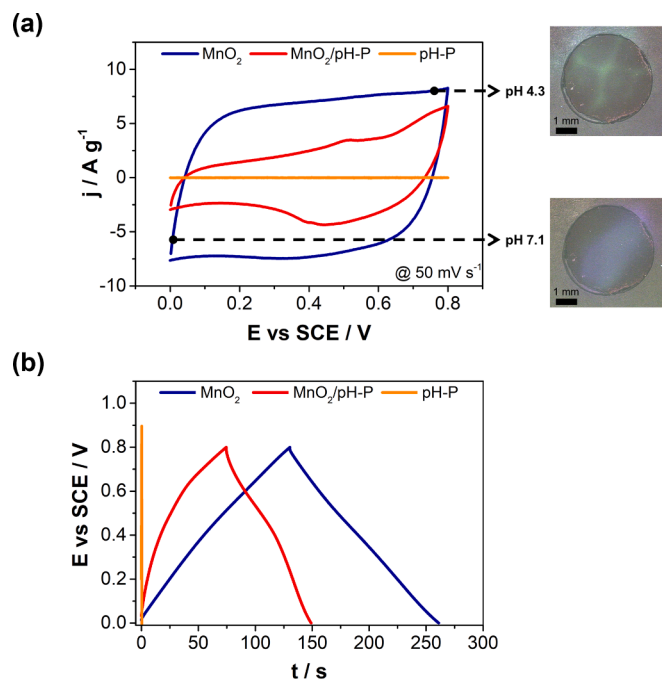 (a)
MnO₂ MnO₂/pH-P pH-P
10
5
0
-5
-10
j / A g⁻¹
0.0 0.2 0.4 0.6 0.8
E vs SCE / V
@ 50 mV s⁻¹
pH 4.3
1 mm
pH 7.1
1 mm
(b)
MnO₂ MnO₂/pH-P pH-P
1.0
0.8
0.6
0.4
0.2
0.0
E vs SCE / V
0 50 100 150 200 250 300
t / s